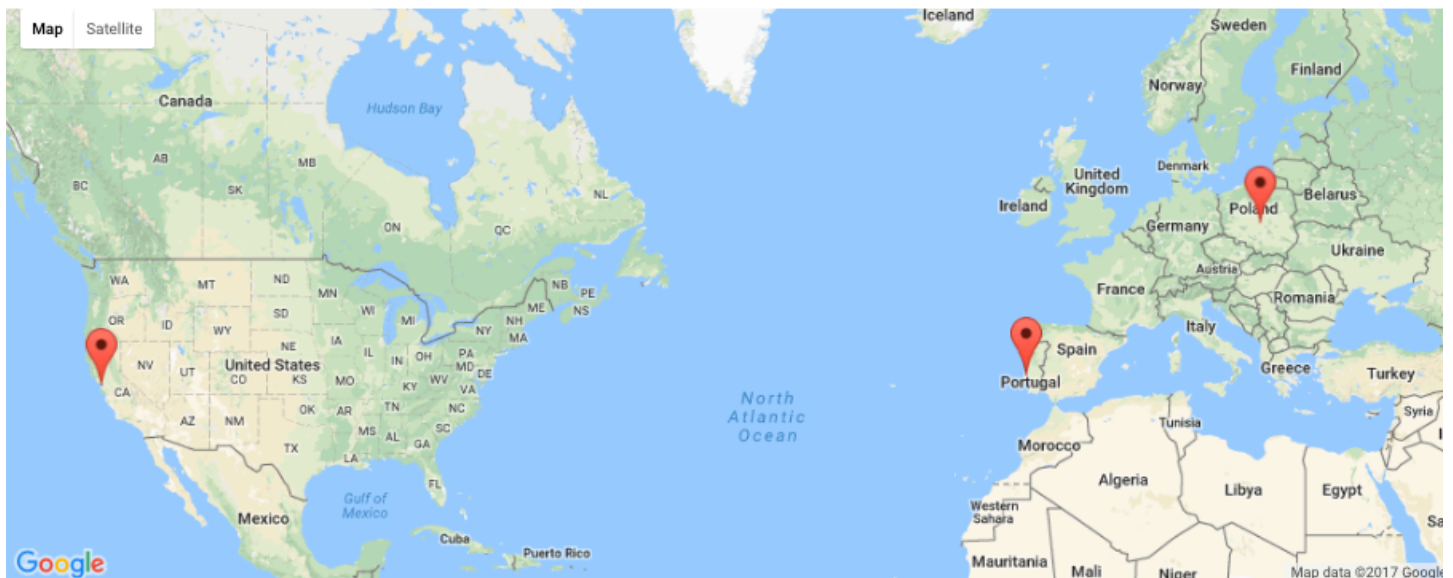 Map
Satellite
Iceland
Sweden
Finland
Norway
Canada
Hudson Bay
AB
MB
SK
BC
NL
ON
QC
Denmark
United
Kingdom
Ireland
Poland
Belarus
Germany
Ukraine
Austria
France
Romania
Italy
WA
MT
ND
MN
NB
PE
ME
NS
OR
ID
SD
WI
MI
NH
NY
MA
WY
NE
IA
IL
IN
OH
PA
MD
DE
NV
UT
United States
CO
KS
MO
KY
WV
VA
CA
AZ
NM
OK
AR
TN
NC
SC
MS
AL
GA
TX
LA
FL
Spain
Portugal
Greece
Turkey
Syria
North
Atlantic
Ocean
Tunisia
Morocco
Algeria
Libya
Egypt
Western
Sahara
Gulf of
Mexico
Mexico
Cuba
Puerto Rico
Mauritania
Mali
Niger
Sa
Google
Map data ©2017 Google